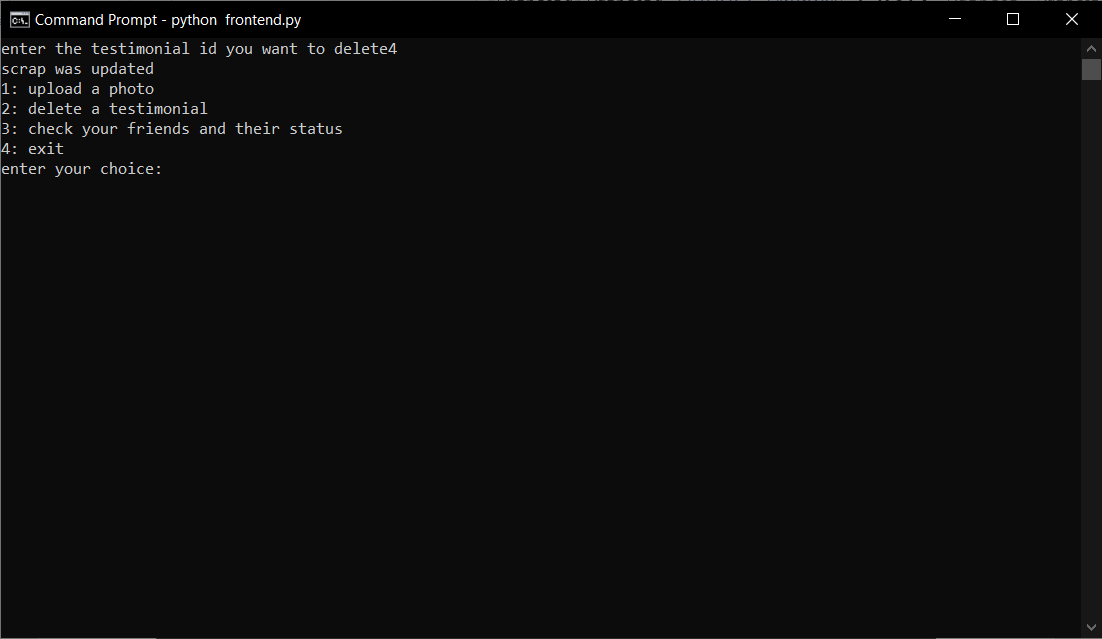 Command Prompt - python  frontend.py
enter the testimonial id you want to delete4
scrap was updated
1: upload a photo
2: delete a testimonial
3: check your friends and their status
4: exit
enter your choice: